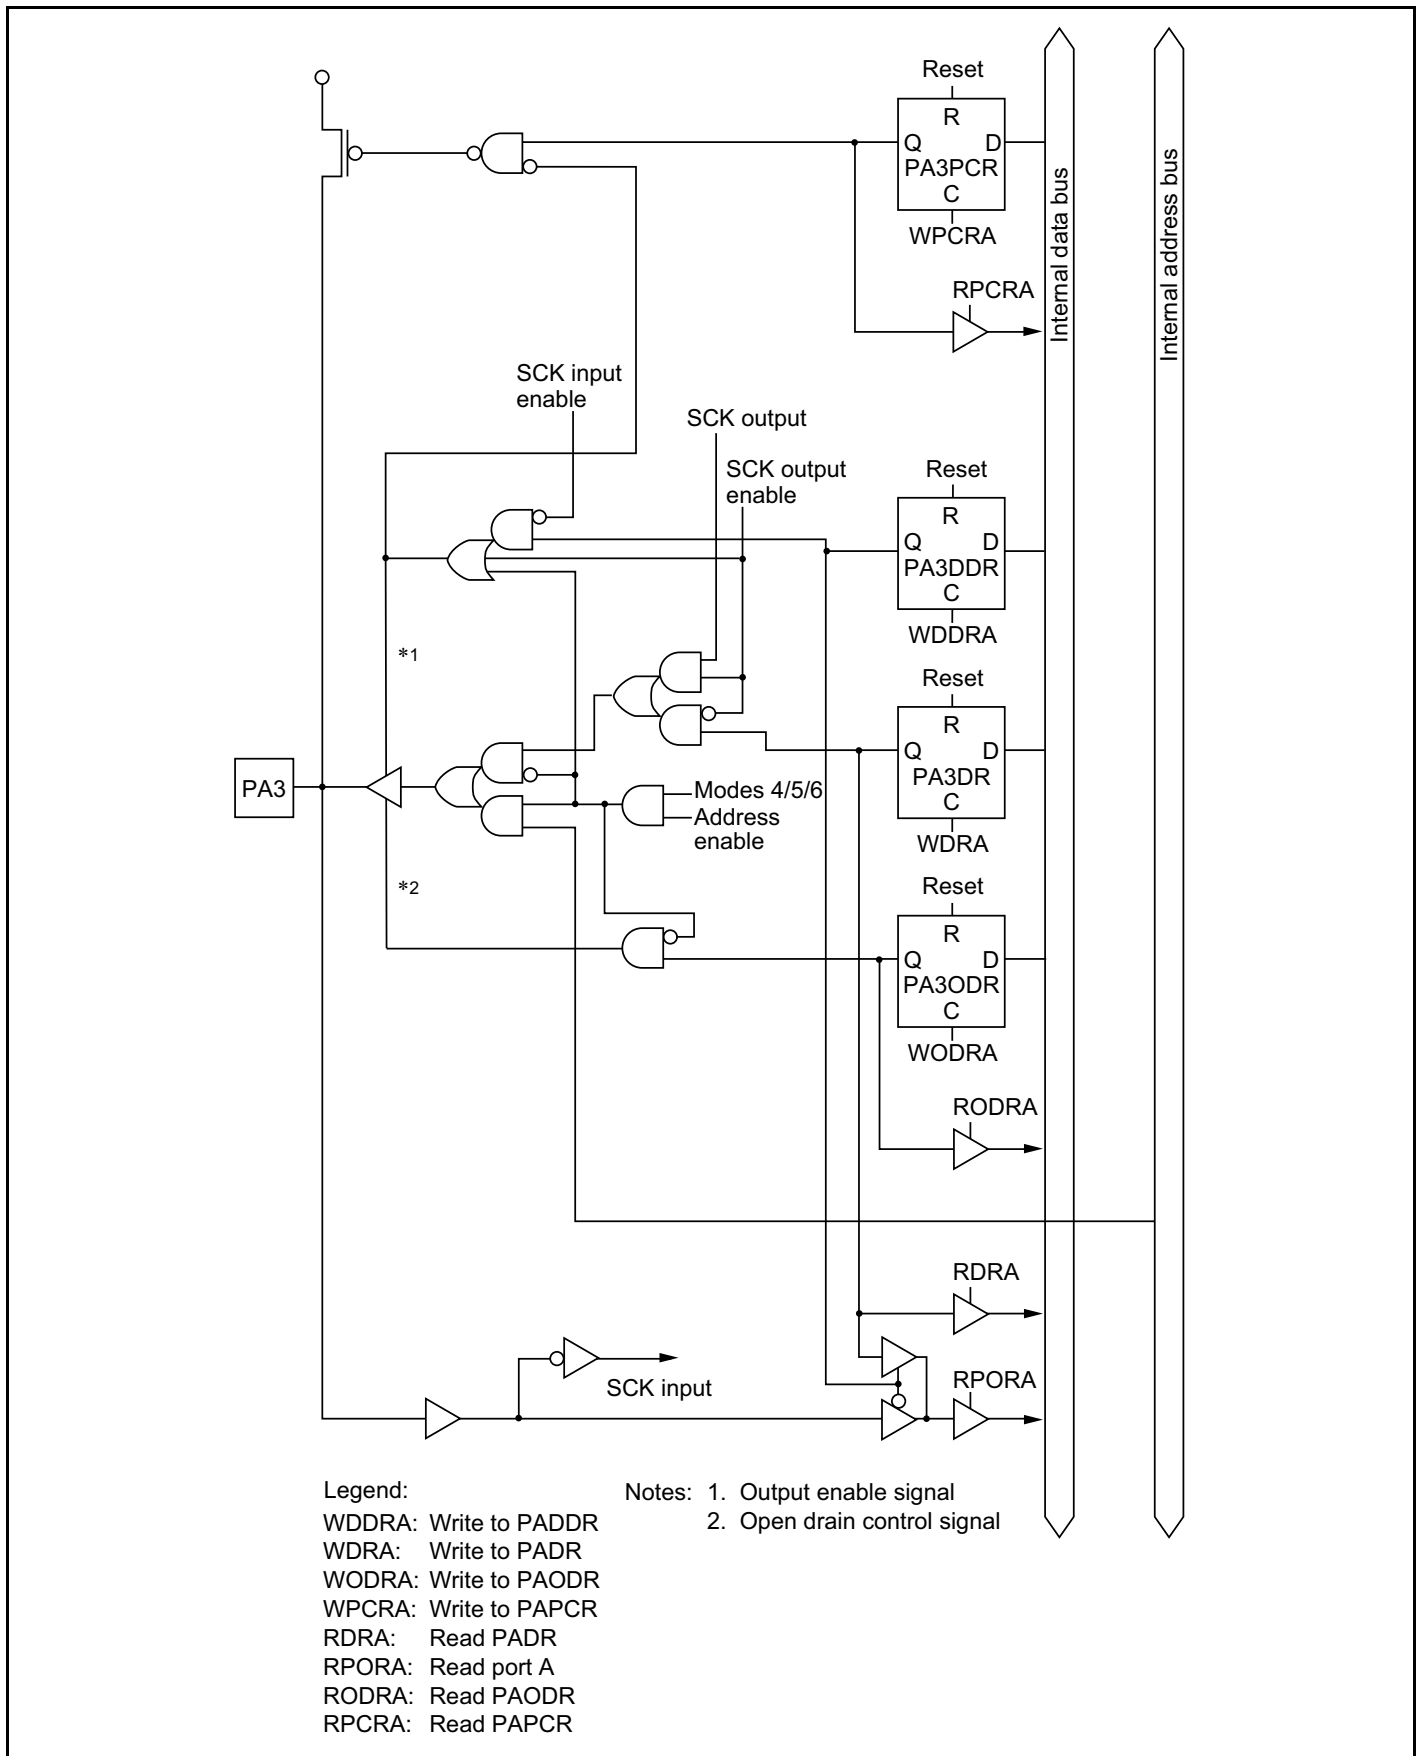 Reset
R
Q D
PA3PCR
C
WPCRA
RPCRA
Internal data bus
Internal address bus
SCK input
enable
SCK output
SCK output
enable
Reset
R
Q D
PA3DDR
C
WDDRA
*1
Reset
R
Q D
PA3DR
C
WDRA
PA3
Modes 4/5/6
Address
enable
*2
Reset
R
Q D
PA3ODR
C
WODRA
RODRA
RDRA
SCK input
RPORA
Legend:
WDDRA: Write to PADDR
WDRA: Write to PADR
WODRA: Write to PAODR
WPCRA: Write to PAPCR
RDRA: Read PADR
RPORA: Read port A
RODRA: Read PAODR
RPCRA: Read PAPCR
Notes: 1. Output enable signal
2. Open drain control signal